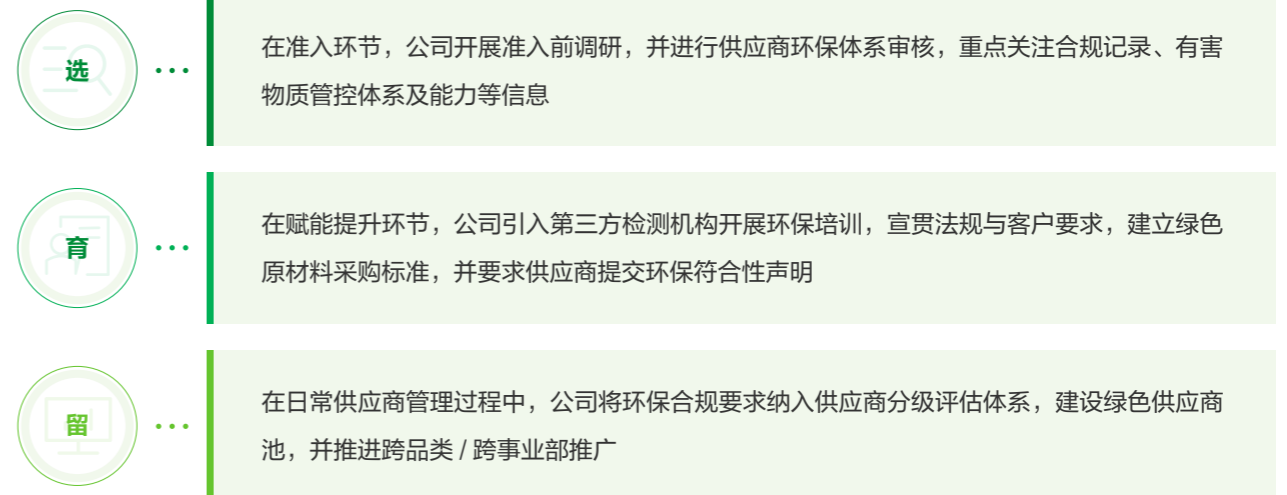 选
在准入环节，公司开展准入前调研，并进行供应商环保体系审核，重点关注合规记录、有害
物质管控体系及能力等信息
育
在赋能提升环节，公司引入第三方检测机构开展环保培训，宣贯法规与客户要求，建立绿色
原材料采购标准，并要求供应商提交环保符合性声明
留
在日常供应商管理过程中，公司将环保合规要求纳入供应商分级评估体系，建设绿色供应商
池，并推进跨品类 / 跨事业部推广